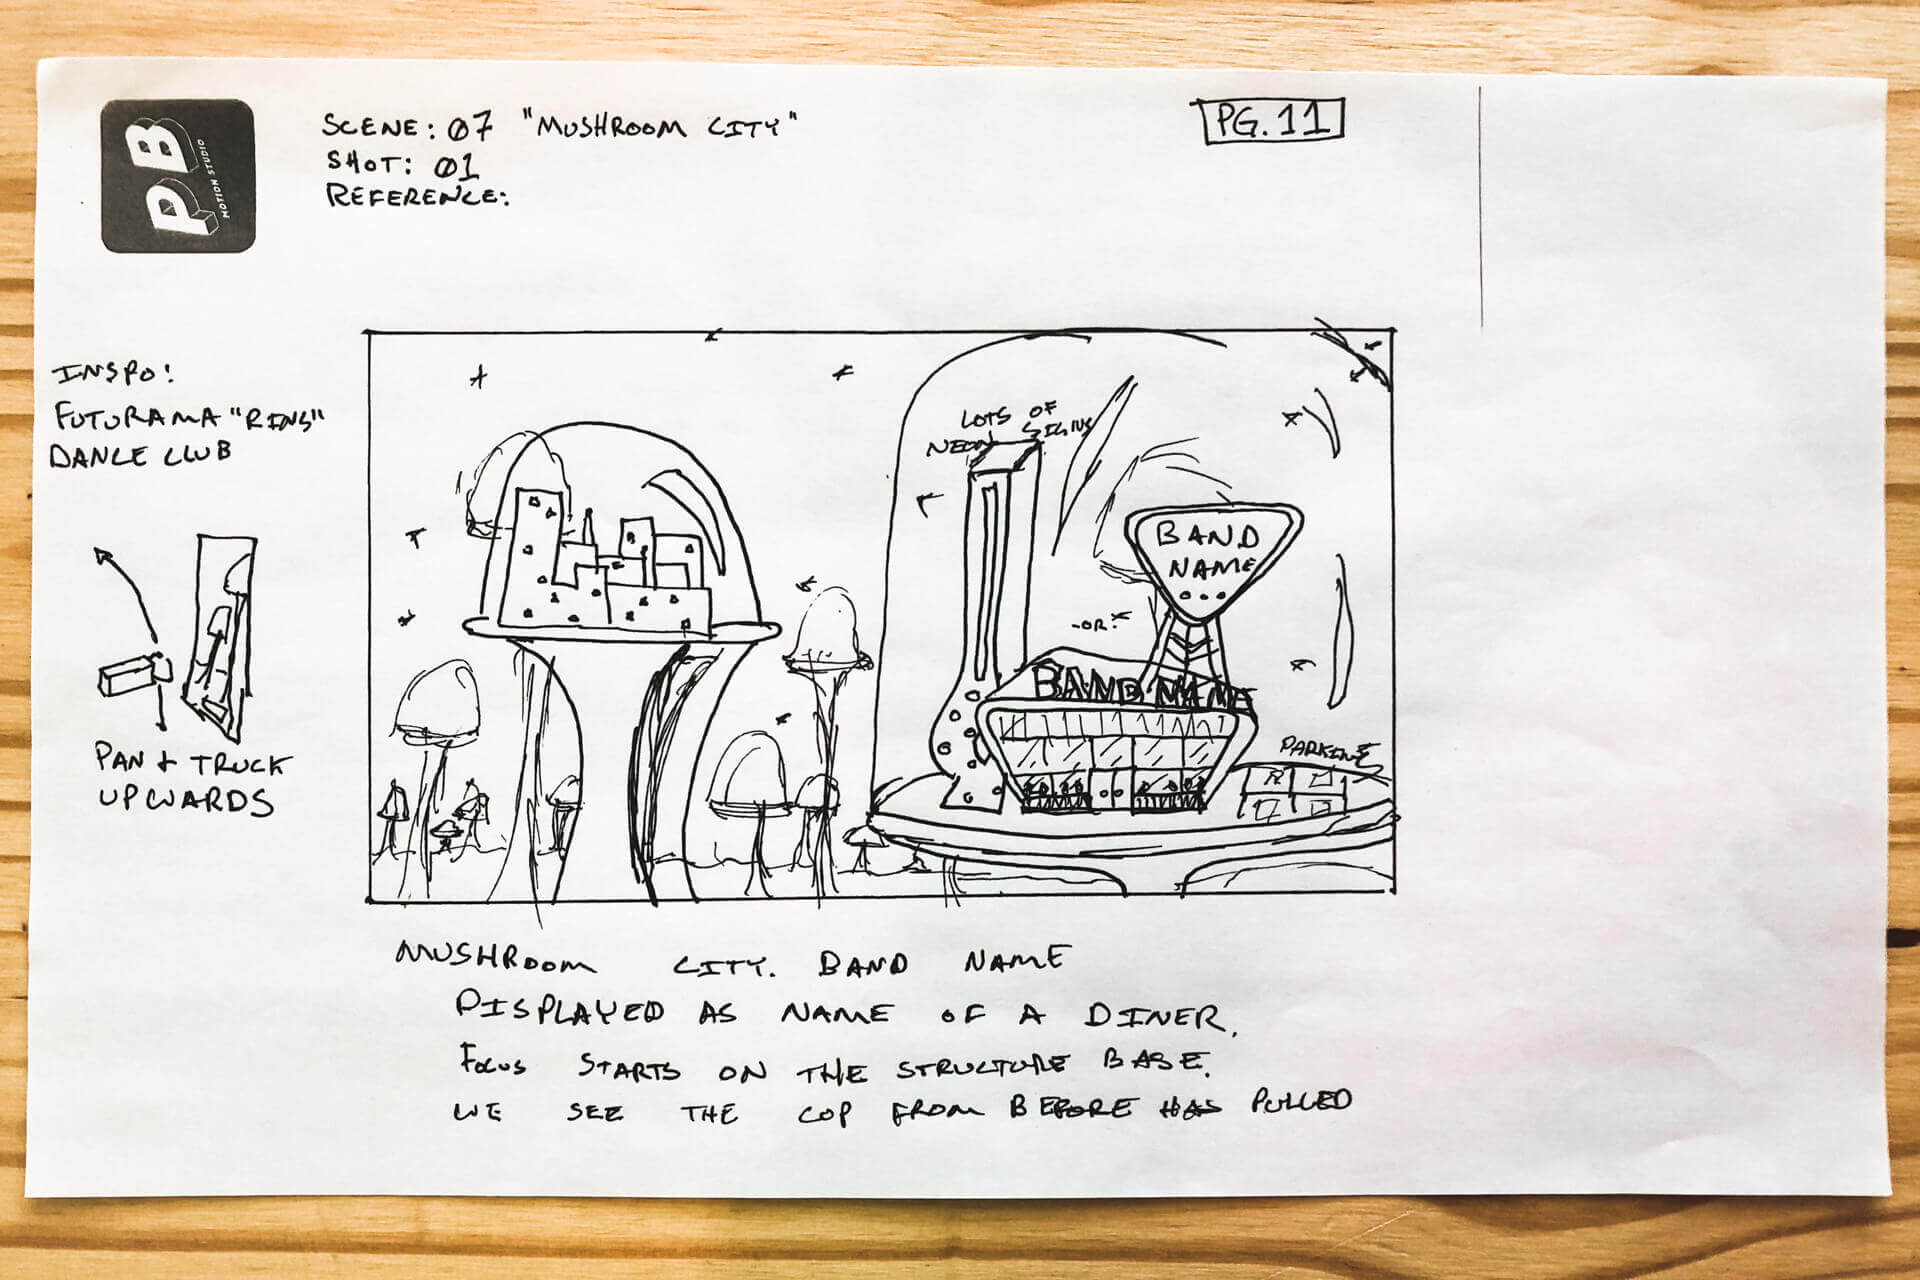 PB
MOTION STUDIO
SCENE: 07 "MUSHROOM CITY"
SHOT: 01
REFERENCE:
PG. 11
INSPO:
FUTURAMA "RINGS"
DANCE CLUB
PAN + TRUCK
UPWARDS
LOTS OF
NEON SIGNS
BAND
NAME
-OR-
BAND NAME
PARKING
MUSHROOM CITY. BAND NAME
DISPLAYED AS NAME OF A DINER.
FOCUS STARTS ON THE STRUCTURE BASE.
WE SEE THE COP FROM BEFORE HAS PULLED